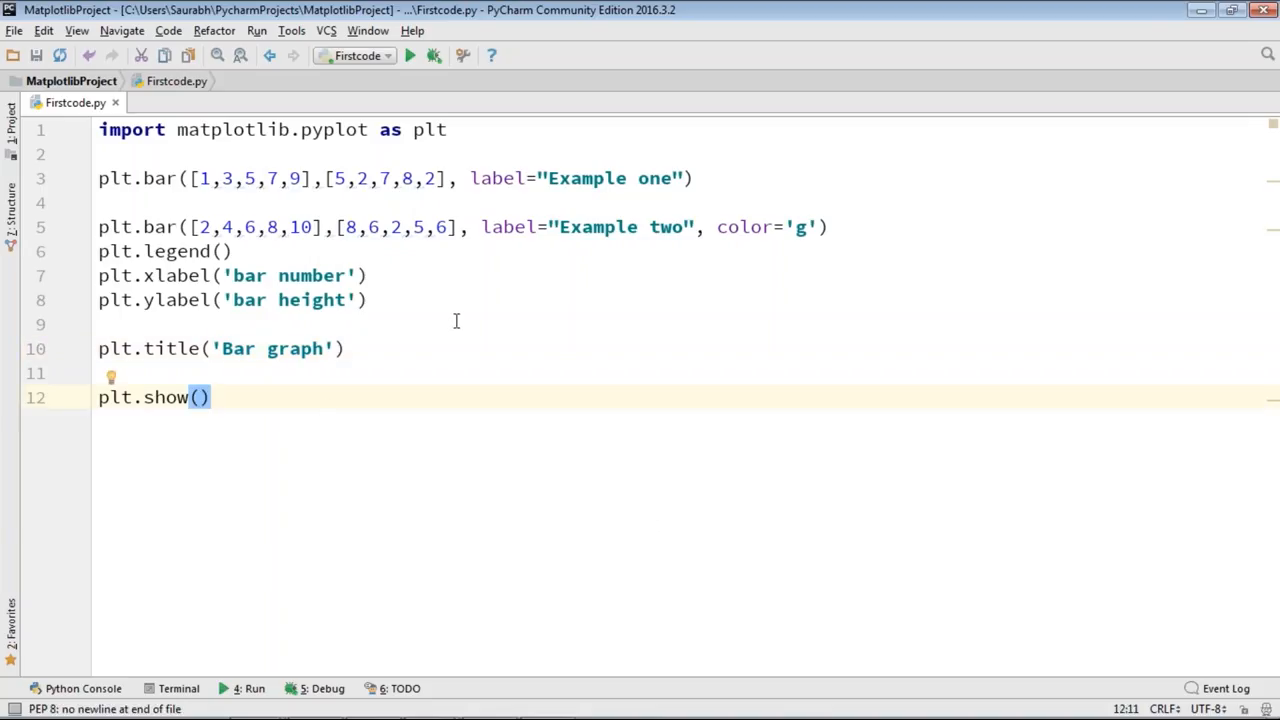 MatplotlibProject - [C:\Users\Saurabh\PycharmProjects\MatplotlibProject] - ...\Firstcode.py - PyCharm Community Edition 2016.3.2
File Edit View Navigate Code Refactor Run Tools VCS Window Help
Firstcode
MatplotlibProject Firstcode.py
Firstcode.py
1: Project
7: Structure
2: Favorites
1 import matplotlib.pyplot as plt
2
3 plt.bar([1,3,5,7,9],[5,2,7,8,2], label="Example one")
4
5 plt.bar([2,4,6,8,10],[8,6,2,5,6], label="Example two", color='g')
6 plt.legend()
7 plt.xlabel('bar number')
8 plt.ylabel('bar height')
9
10 plt.title('Bar graph')
11
12 plt.show()
Python Console Terminal 4: Run 5: Debug 6: TODO Event Log
PEP 8: no newline at end of file 12:11 CRLF UTF-8